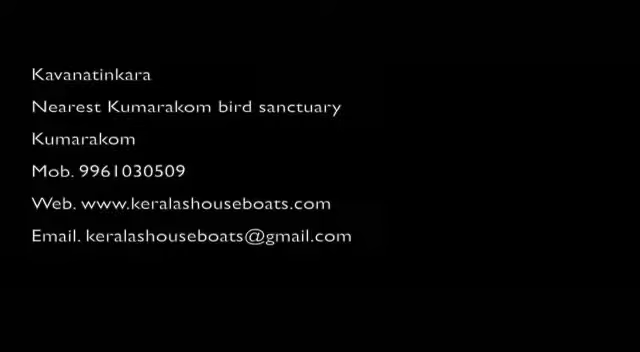 Kavanatinkara
Nearest Kumarakom bird sanctuary
Kumarakom
Mob. 9961030509
Web. www.keralashouseboats.com
Email. keralashouseboats@gmail.com